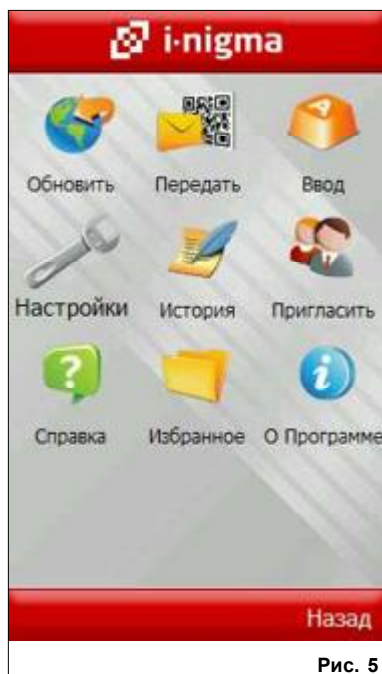 i-nigma
Обновить Передать Ввод
Настройки История Пригласить
Справка Избранное О Программе
Назад
Рис. 5